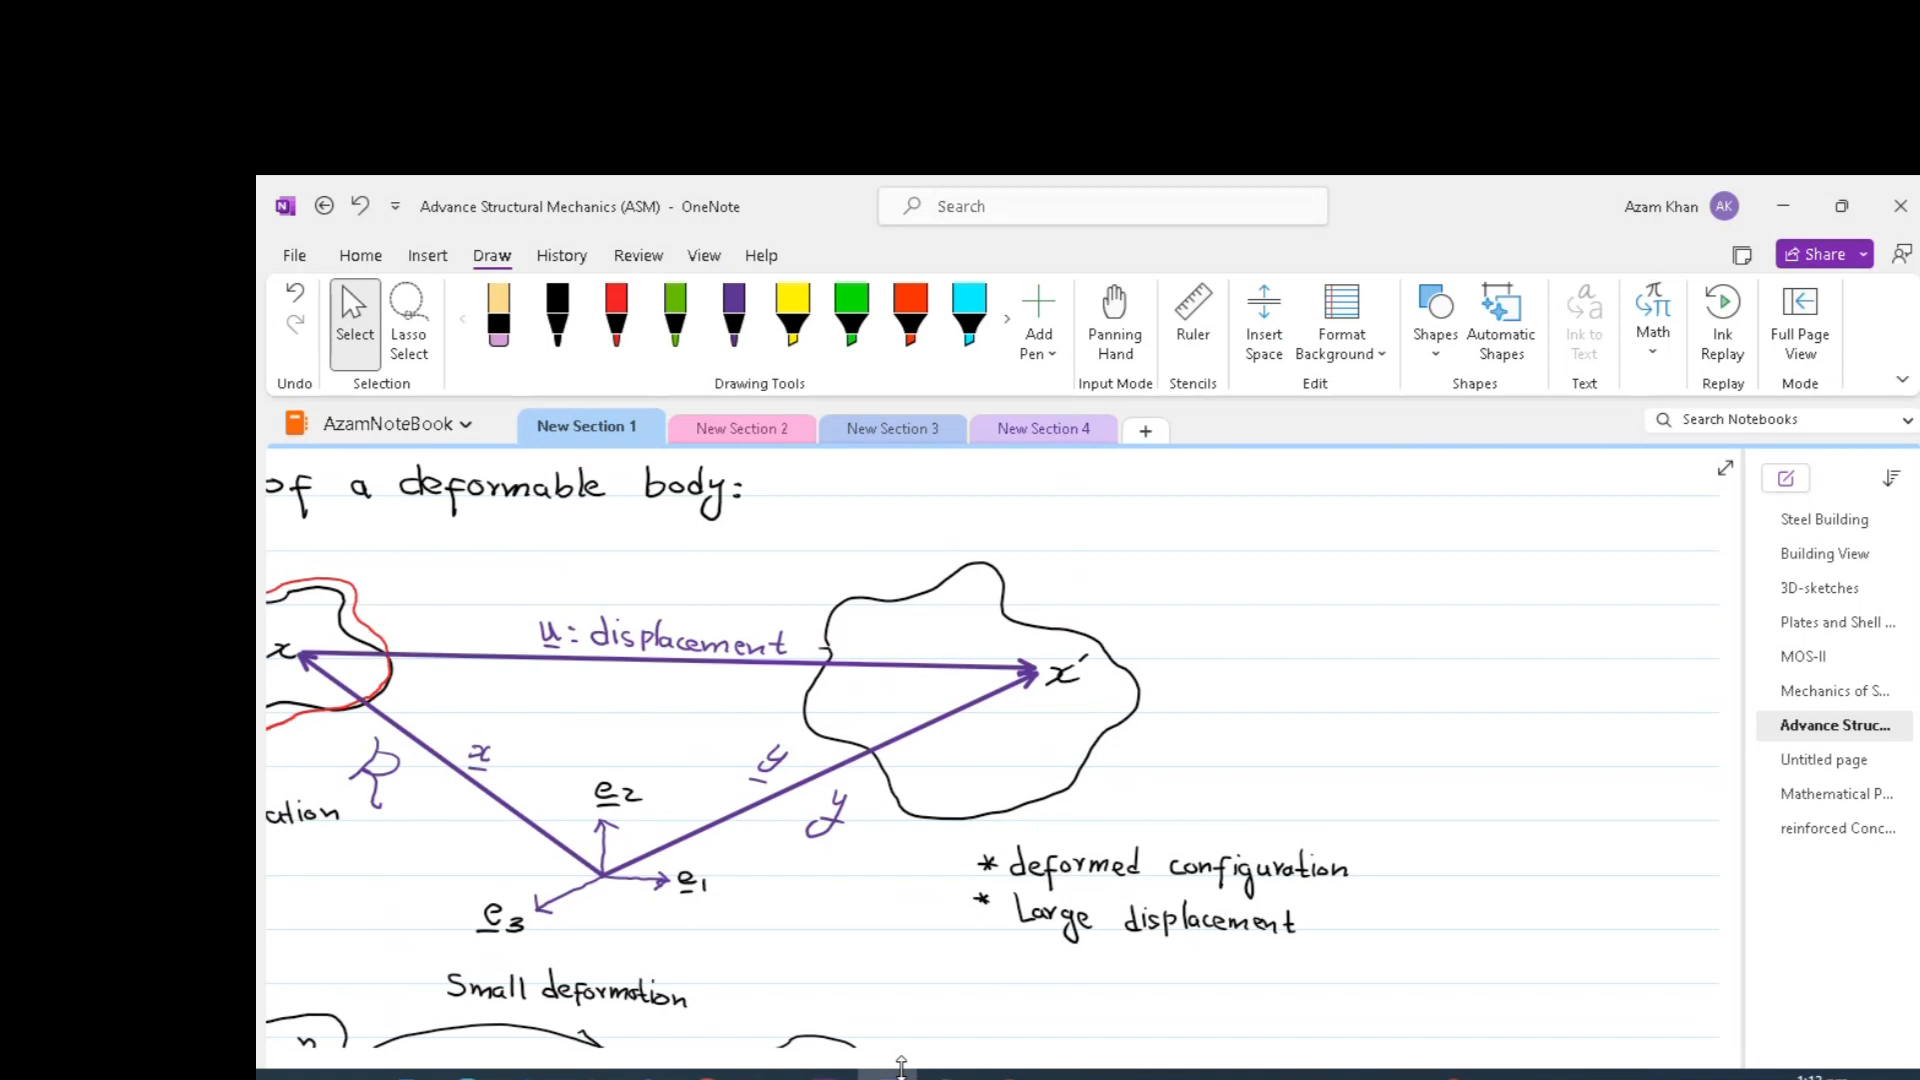 Advance Structural Mechanics (ASM) - OneNote
Search
Azam Khan AK
File Home Insert Draw History Review View Help
Share
Select
Lasso Select
Add Pen
Panning Hand
Ruler
Insert Space
Format Background
Shapes
Automatic Shapes
Ink to Text
Math
Ink Replay
Full Page View
Undo Selection Drawing Tools Input Mode Stencils Edit Shapes Text Replay Mode
AzamNoteBook New Section 1 New Section 2 New Section 3 New Section 4 +
Search Notebooks
of a deformable body:
u: displacement
x
x′
x
y
y
e2
e1
e3
ation
* deformed configuration
* Large displacement
Small deformation
n
Steel Building
Building View
3D-sketches
Plates and Shell ...
MOS-II
Mechanics of S...
Advance Struc...
Untitled page
Mathematical P...
reinforced Conc...